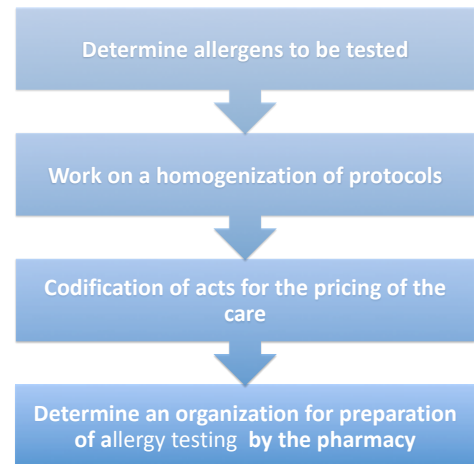 Determine allergens to be tested
Work on a homogenization of protocols
Codification of acts for the pricing of the
care
Determine an organization for preparation
of allergy testing by the pharmacy